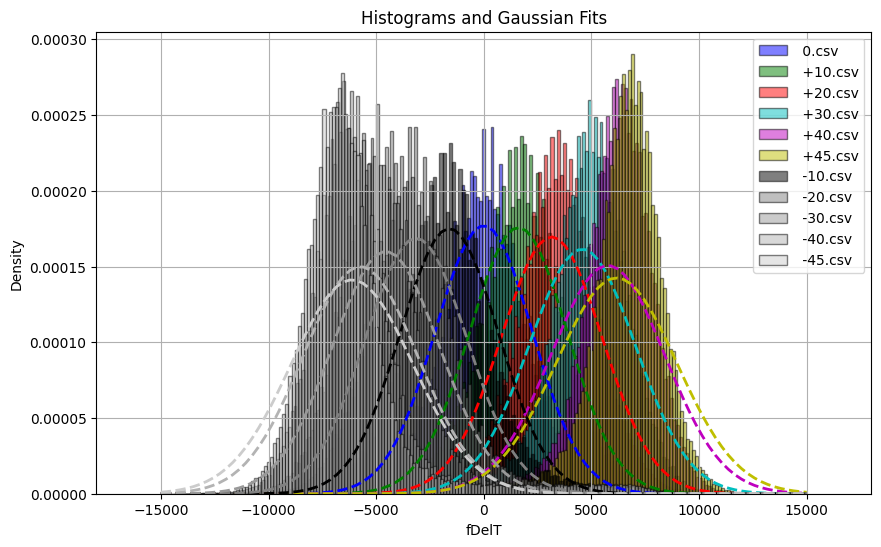 Histograms and Gaussian Fits
0.csv
+10.csv
+20.csv
+30.csv
+40.csv
+45.csv
-10.csv
-20.csv
-30.csv
-40.csv
-45.csv
Density
0.00030
0.00025
0.00020
0.00015
0.00010
0.00005
0.00000
−15000 −10000 −5000 0 5000 10000 15000
fDelT